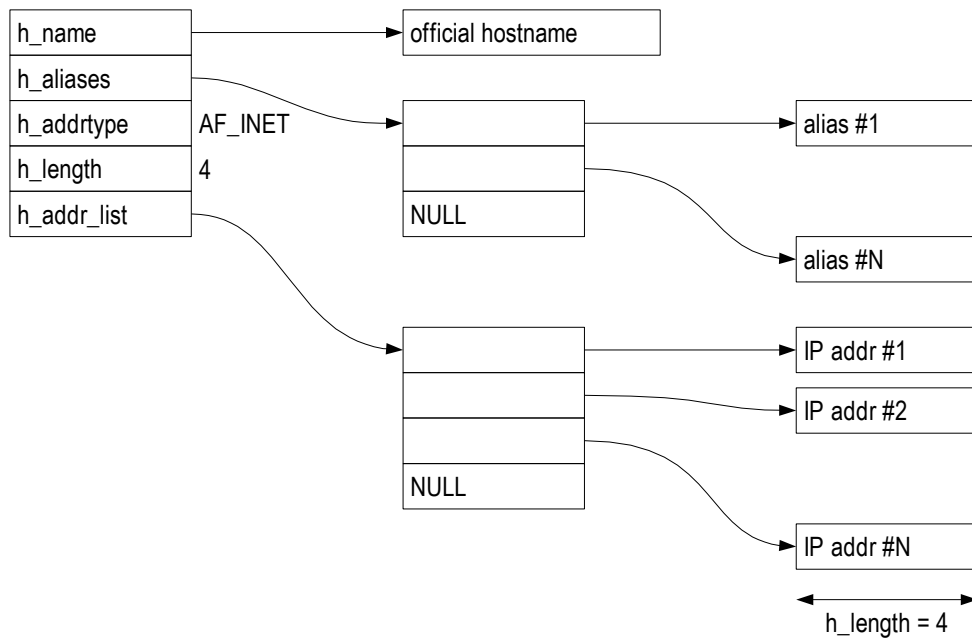 h_name
official hostname
h_aliases
h_addrtype
AF_INET
alias #1
h_length
4
h_addr_list
NULL
alias #N
IP addr #1
IP addr #2
NULL
IP addr #N
h_length = 4